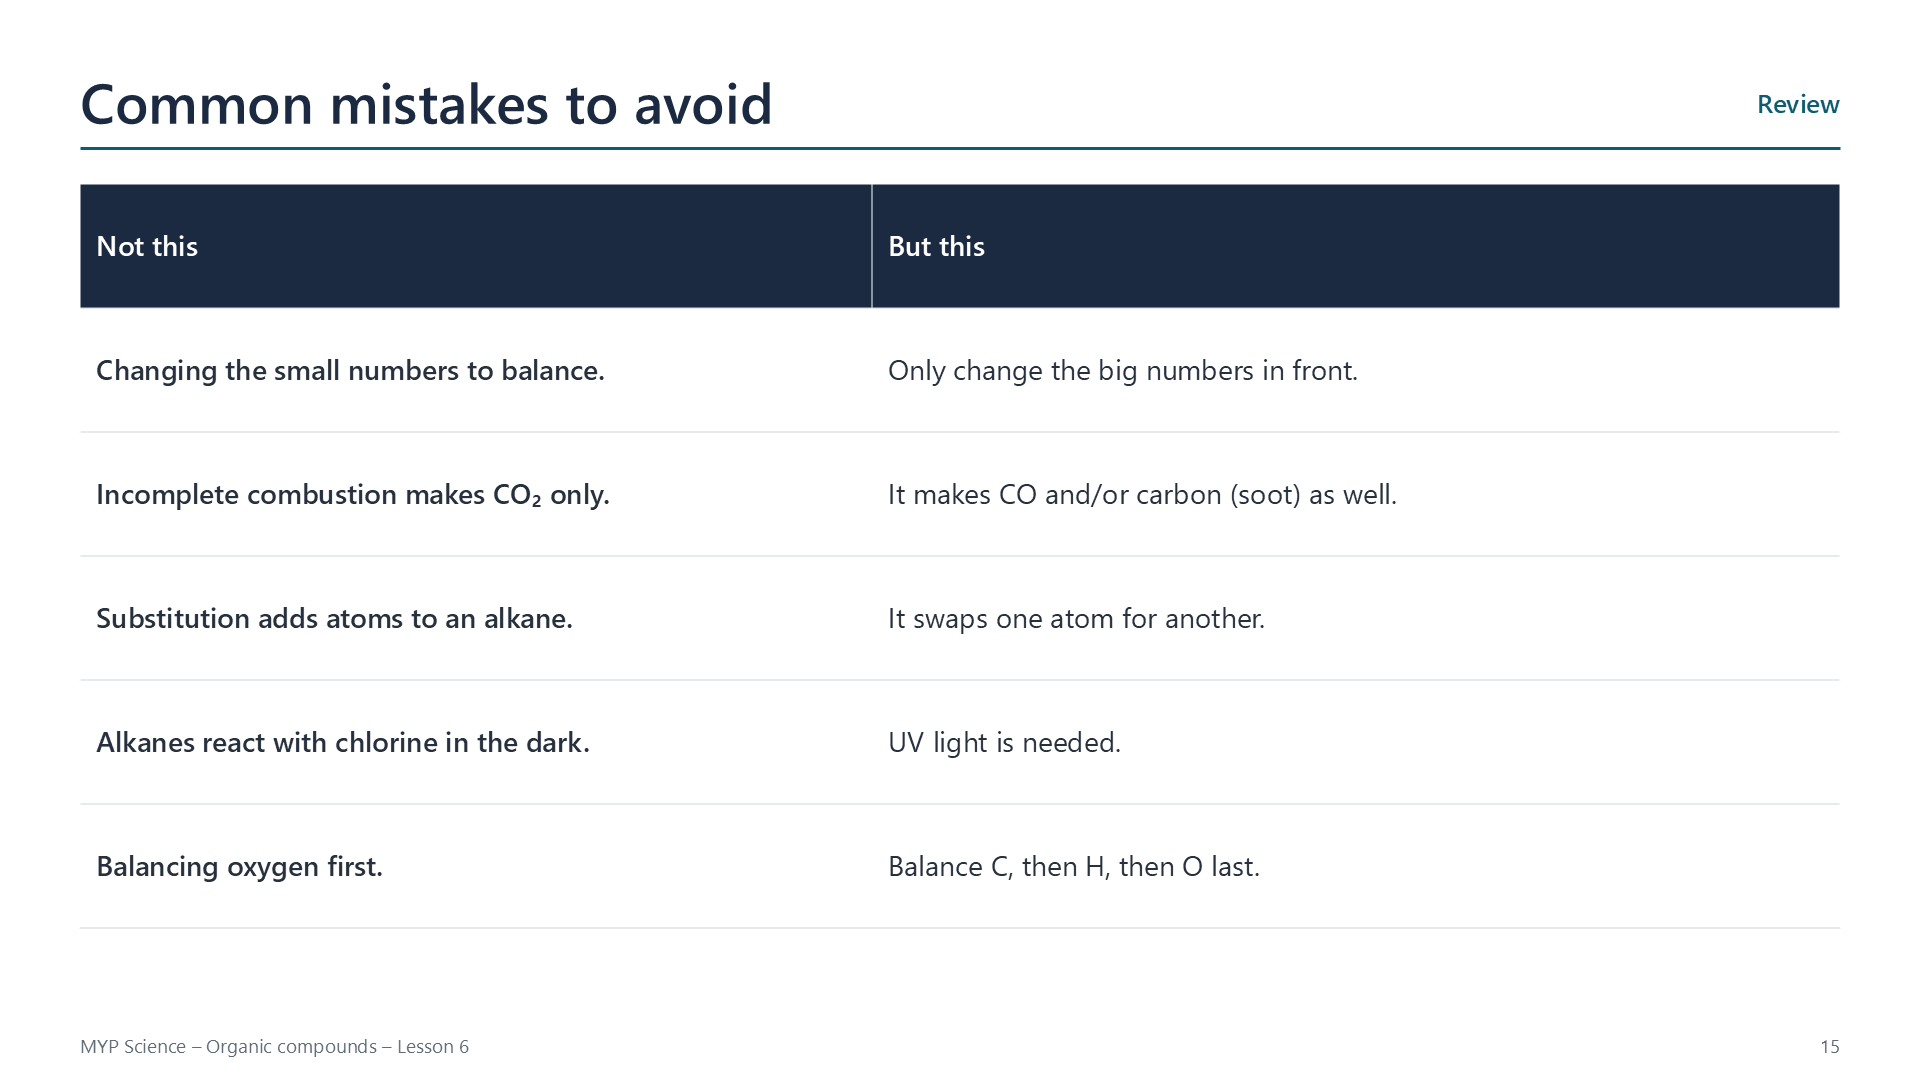 Common mistakes to avoid
Review
Not this
But this
Changing the small numbers to balance.
Only change the big numbers in front.
Incomplete combustion makes CO₂ only.
It makes CO and/or carbon (soot) as well.
Substitution adds atoms to an alkane.
It swaps one atom for another.
Alkanes react with chlorine in the dark.
UV light is needed.
Balancing oxygen first.
Balance C, then H, then O last.
MYP Science – Organic compounds – Lesson 6
15